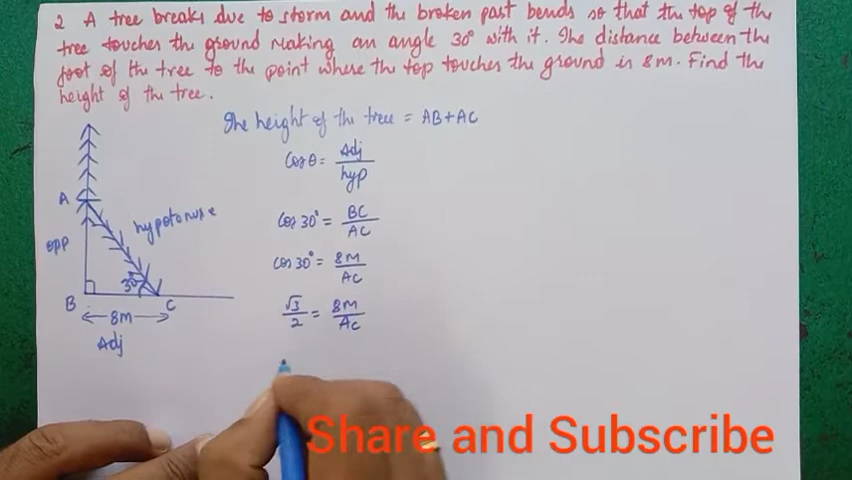 2 A tree breaks due to storm and the broken part bends so that the top of the
tree touches the ground making an angle 30° with it. The distance between the
foot of the tree to the point where the top touches the ground is 8m. Find the
height of the tree.
The height of the tree = AB+AC
Cosθ = Adj/hyp
Cos 30° = BC/AC
Cos 30° = 8M/AC
√3/2 = 8M/AC
A
hypotonuse
opp
30°
B
C
8m
Adj
Share and Subscribe